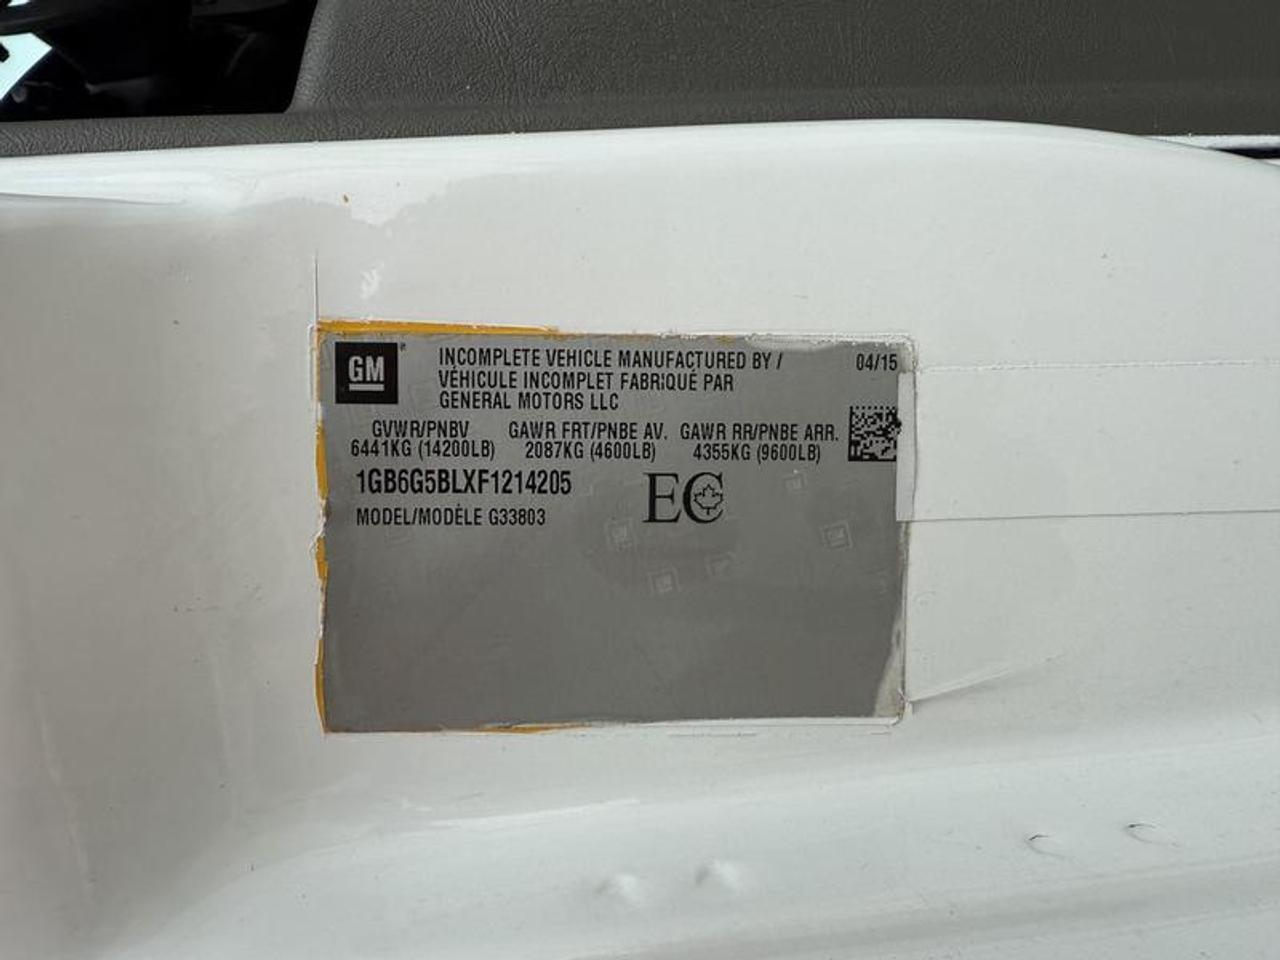 GM
INCOMPLETE VEHICLE MANUFACTURED BY / 04/15
VÉHICULE INCOMPLET FABRIQUÉ PAR
GENERAL MOTORS LLC
GVWR/PNBV GAWR FRT/PNBE AV. GAWR RR/PNBE ARR.
6441KG (14200LB) 2087KG (4600LB) 4355KG (9600LB)
1GB6G5BLXF1214205 EC
MODEL/MODÈLE G33803